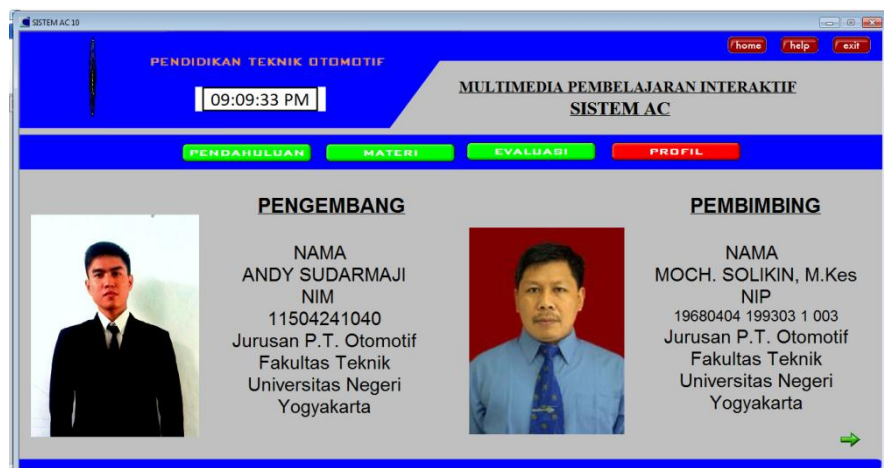 SISTEM AC 10
home help exit
PENDIDIKAN TEKNIK OTOMOTIF
09:09:33 PM
MULTIMEDIA PEMBELAJARAN INTERAKTIF
SISTEM AC
PENDAHULUAN MATERI EVALUASI PROFIL
PENGEMBANG
NAMA
ANDY SUDARMAJI
NIM
11504241040
Jurusan P.T. Otomotif
Fakultas Teknik
Universitas Negeri
Yogyakarta
PEMBIMBING
NAMA
MOCH. SOLIKIN, M.Kes
NIP
19680404 199303 1 003
Jurusan P.T. Otomotif
Fakultas Teknik
Universitas Negeri
Yogyakarta